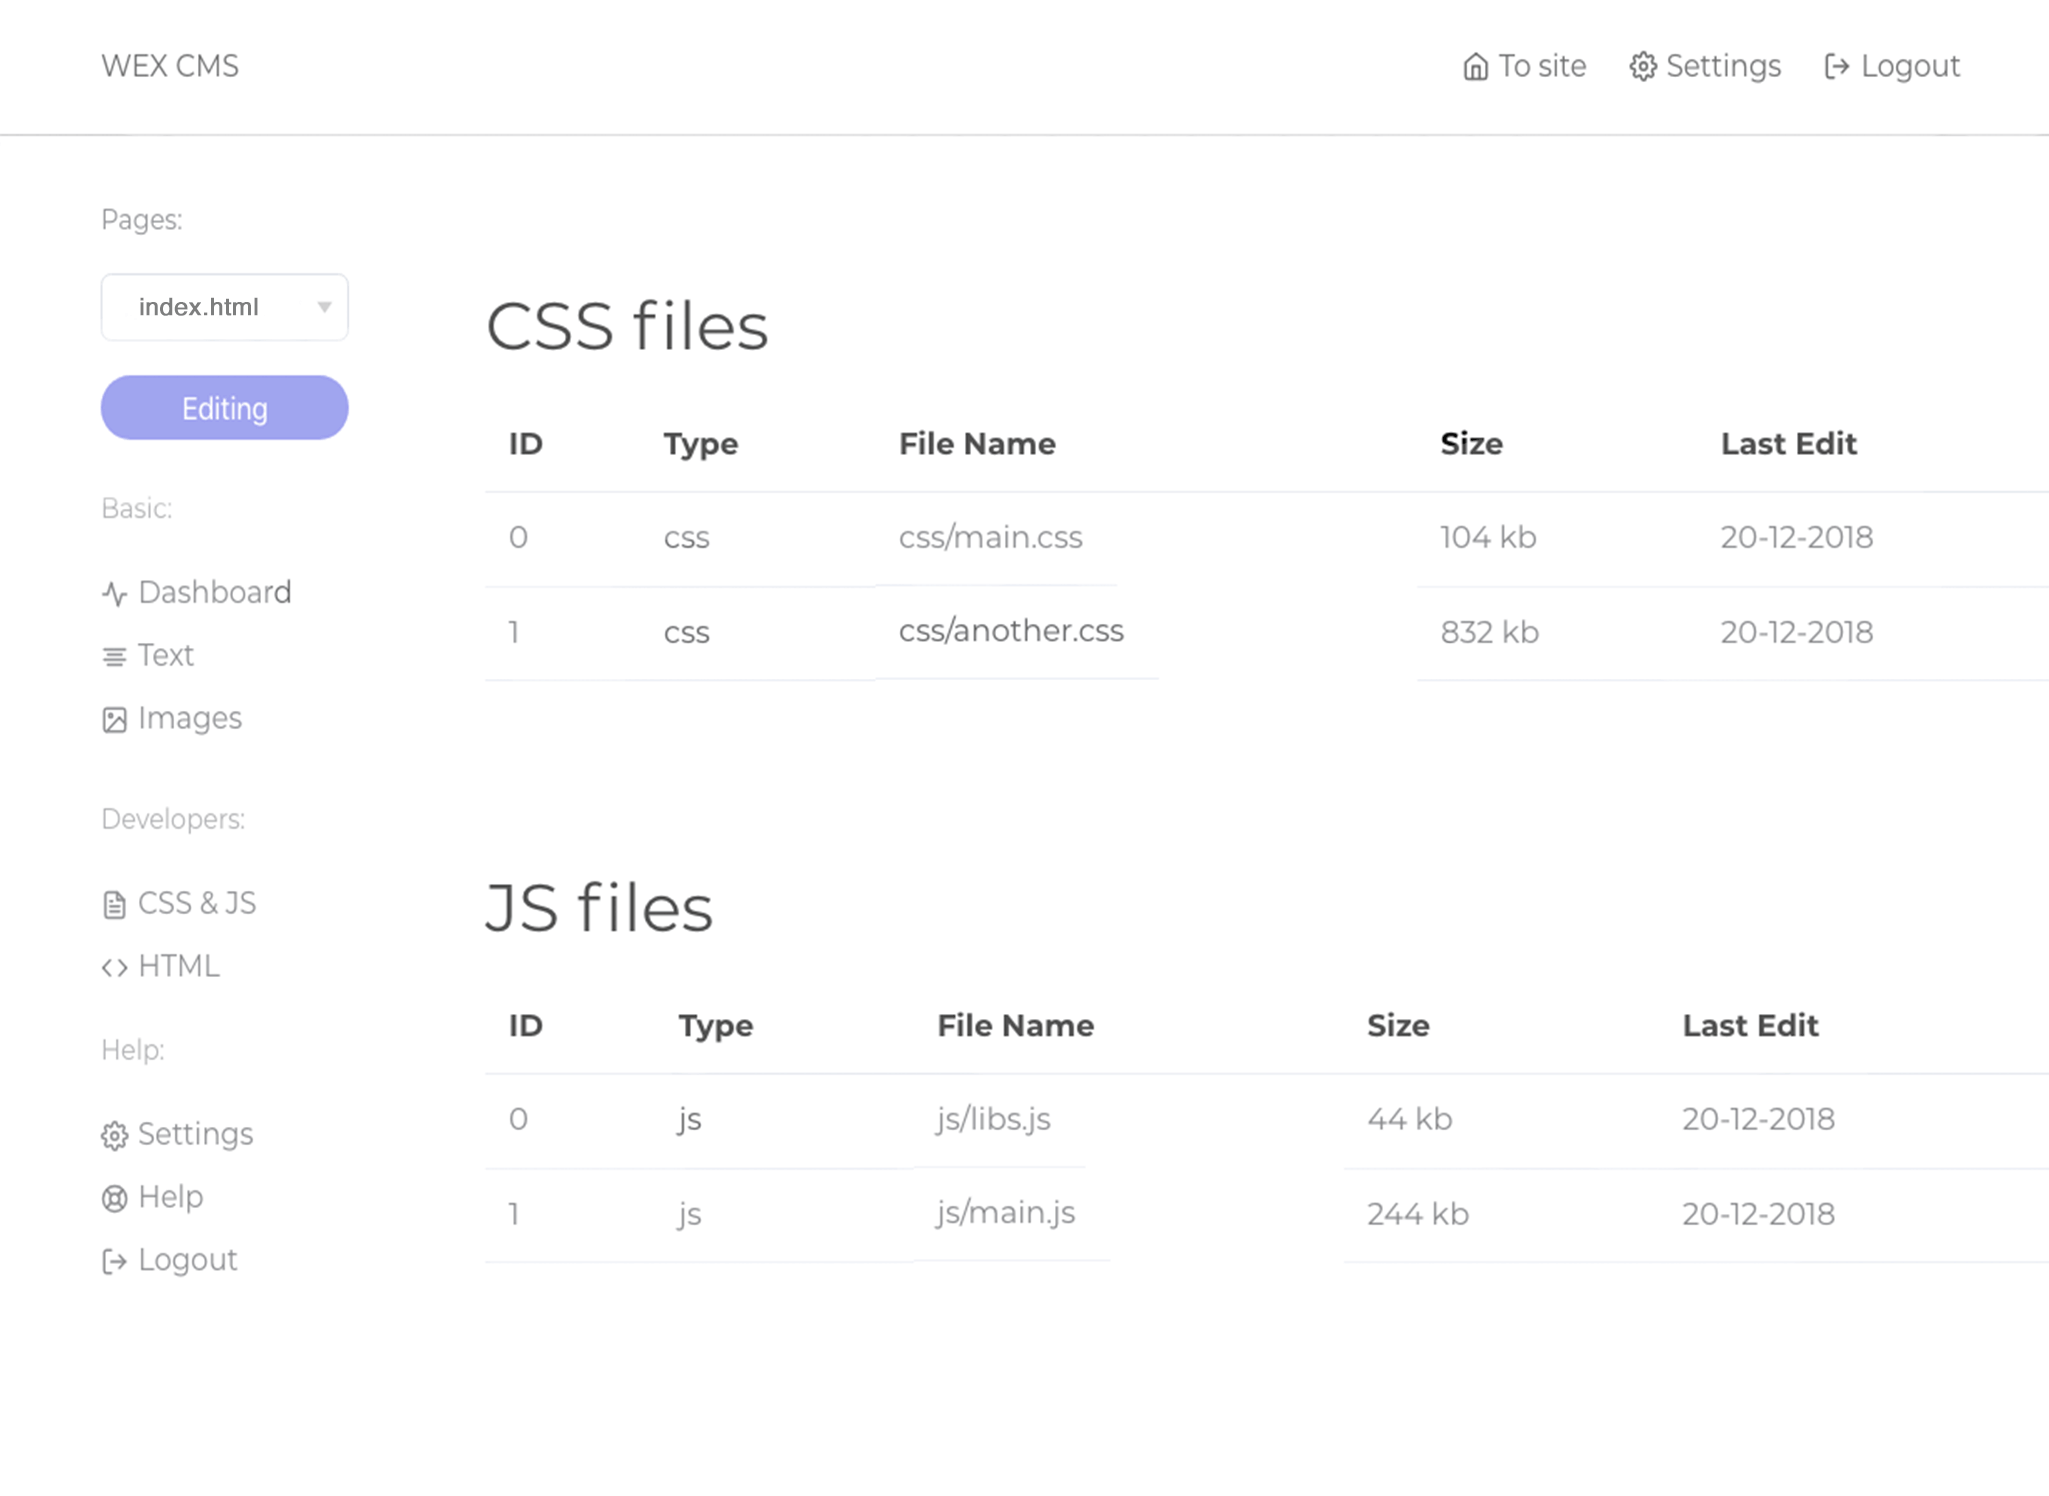 WEX CMS
To site
Settings
Logout
Pages:
index.html
Editing
Basic:
Dashboard
Text
Images
Developers:
CSS & JS
HTML
Help:
Settings
Help
Logout
CSS files
ID Type File Name Size Last Edit
0 css css/main.css 104 kb 20-12-2018
1 css css/another.css 832 kb 20-12-2018
JS files
ID Type File Name Size Last Edit
0 js js/libs.js 44 kb 20-12-2018
1 js js/main.js 244 kb 20-12-2018